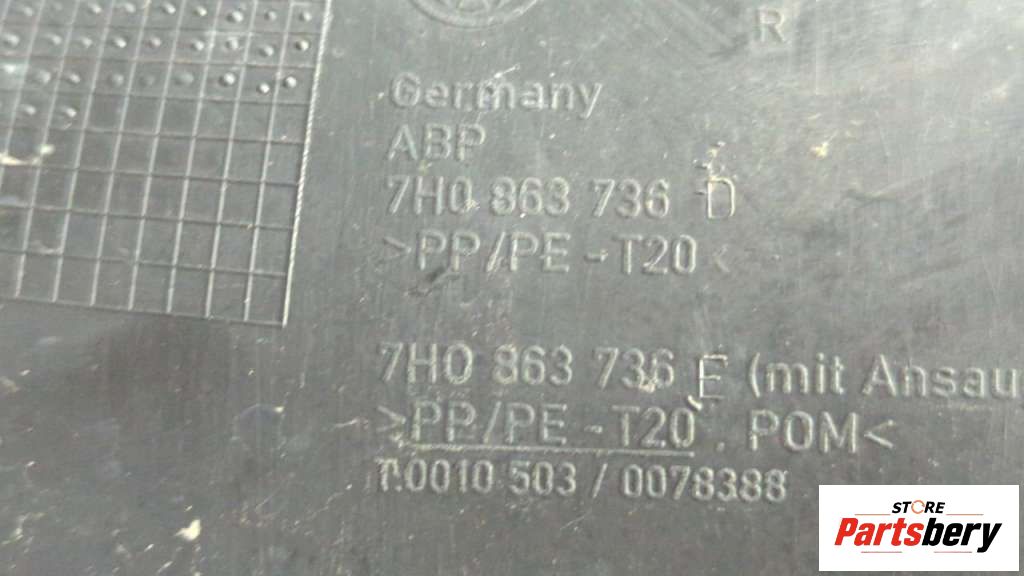 R
Germany
ABP
7H0 863 736 D
>PP/PE-T20<
7H0 863 736 E (mit Ansau
>PP/PE-T20 . POM<
T.0010 503 / 0078388
STORE
Partsbery